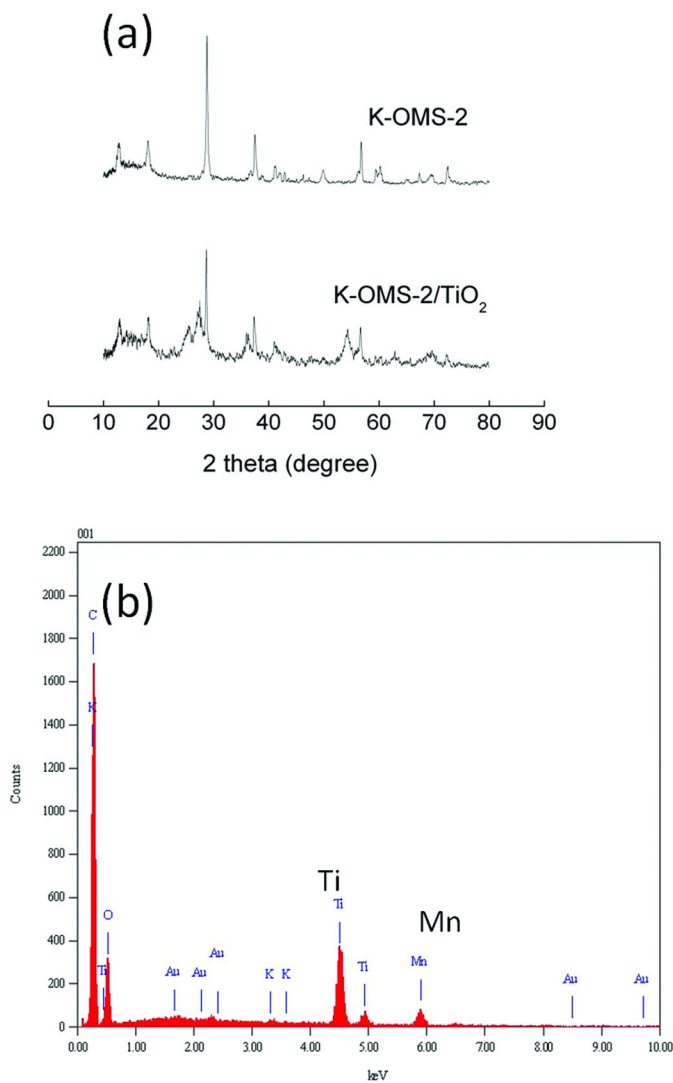 (a)
K-OMS-2
K-OMS-2/TiO₂
0 10 20 30 40 50 60 70 80 90
2 theta (degree)
001
(b)
2200
2000
1800
1600
1400
1200
1000
800
600
400
200
0
Counts
C
K
Ti
O
Au
Au
Au
K
K
Ti
Ti
Ti
Mn
Mn
Au
Au
0.00 1.00 2.00 3.00 4.00 5.00 6.00 7.00 8.00 9.00 10.00
keV